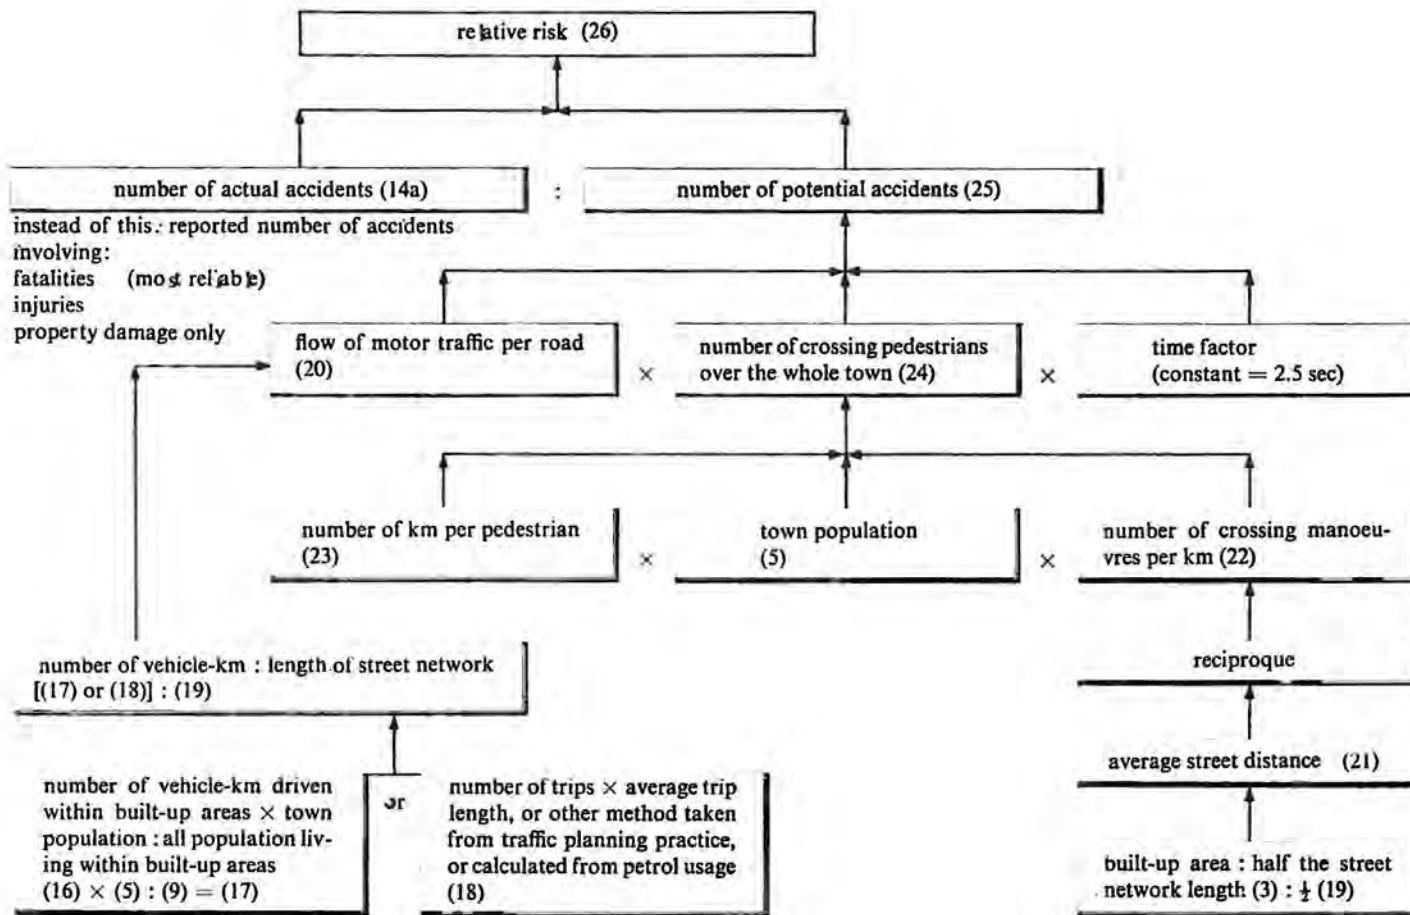 relative risk (26)
number of actual accidents (14a)
:
number of potential accidents (25)
instead of this: reported number of accidents
involving:
fatalities (most reliable)
injuries
property damage only
flow of motor traffic per road
(20)
×
number of crossing pedestrians
over the whole town (24)
×
time factor
(constant = 2.5 sec)
number of km per pedestrian
(23)
×
town population
(5)
×
number of crossing manoeu-
vres per km (22)
number of vehicle-km : length of street network
[(17) or (18)] : (19)
reciproque
average street distance (21)
number of vehicle-km driven
within built-up areas × town
population : all population liv-
ing within built-up areas
(16) × (5) : (9) = (17)
or
number of trips × average trip
length, or other method taken
from traffic planning practice,
or calculated from petrol usage
(18)
built-up area : half the street
network length (3) : ½ (19)